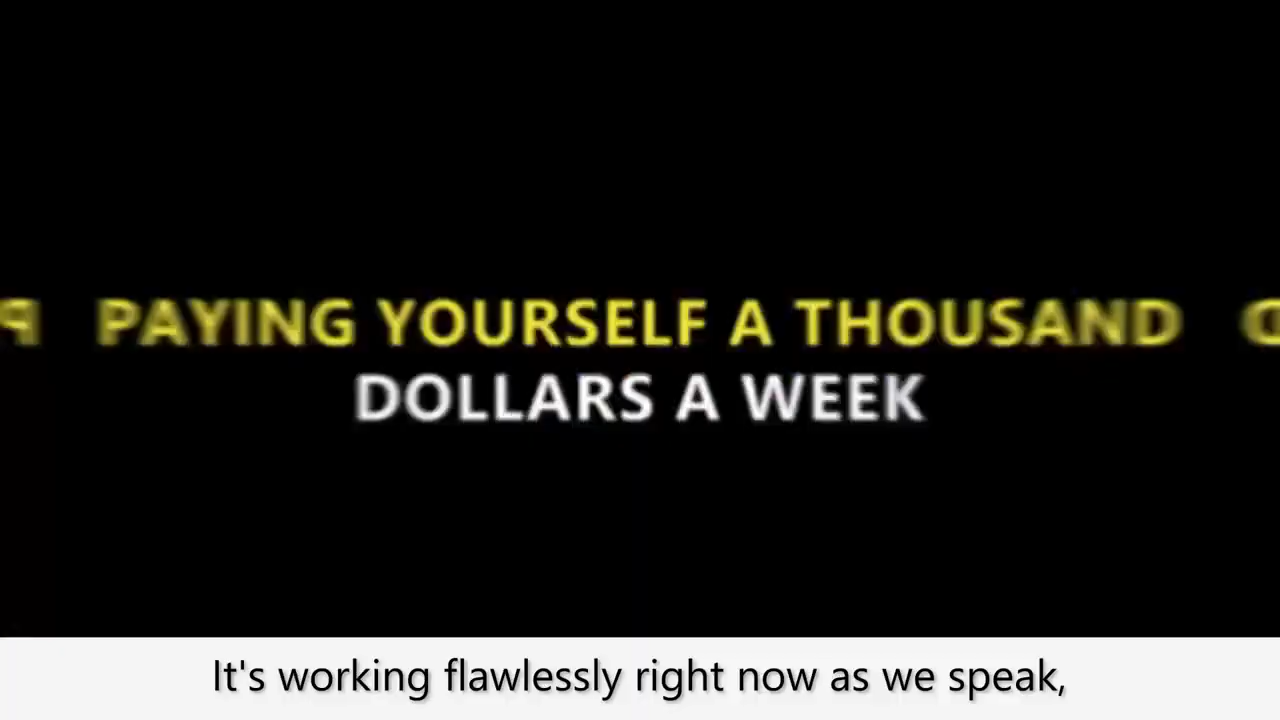 PAYING YOURSELF A THOUSAND
DOLLARS A WEEK
It's working flawlessly right now as we speak,